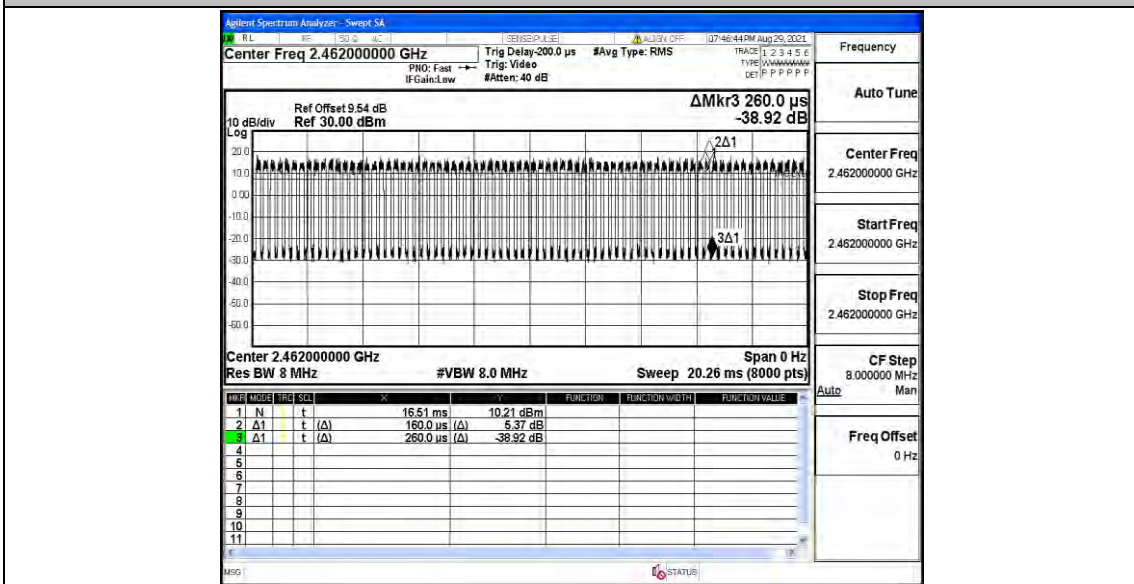 Agilent Spectrum Analyzer - Swept SA
RL RF 50 Ω AC SENSE:PULSE ALIGN OFF 07:46:44 PM Aug 29, 2021
Center Freq 2.462000000 GHz
PNO: Fast
IFGain:Low
Trig Delay-200.0 µs
Trig: Video
#Atten: 40 dB
#Avg Type: RMS
TRACE 1 2 3 4 5 6
TYPE
DET P P P P P P
ΔMkr3 260.0 µs
-38.92 dB
Ref Offset 9.54 dB
10 dB/div Ref 30.00 dBm
Log
20.0
10.0
0.00
-10.0
-20.0
-30.0
-40.0
-50.0
-60.0
2Δ1
3Δ1
Center 2.462000000 GHz Span 0 Hz
Res BW 8 MHz #VBW 8.0 MHz Sweep 20.26 ms (8000 pts)
MKR MODE TRC SCL X Y FUNCTION FUNCTION WIDTH FUNCTION VALUE
1 N t 16.51 ms 10.21 dBm
2 Δ1 t (Δ) 160.0 µs (Δ) 5.37 dB
3 Δ1 t (Δ) 260.0 µs (Δ) -38.92 dB
4
5
6
7
8
9
10
11
MSG STATUS
Frequency
Auto Tune
Center Freq
2.462000000 GHz
Start Freq
2.462000000 GHz
Stop Freq
2.462000000 GHz
CF Step
8.000000 MHz
Auto Man
Freq Offset
0 Hz